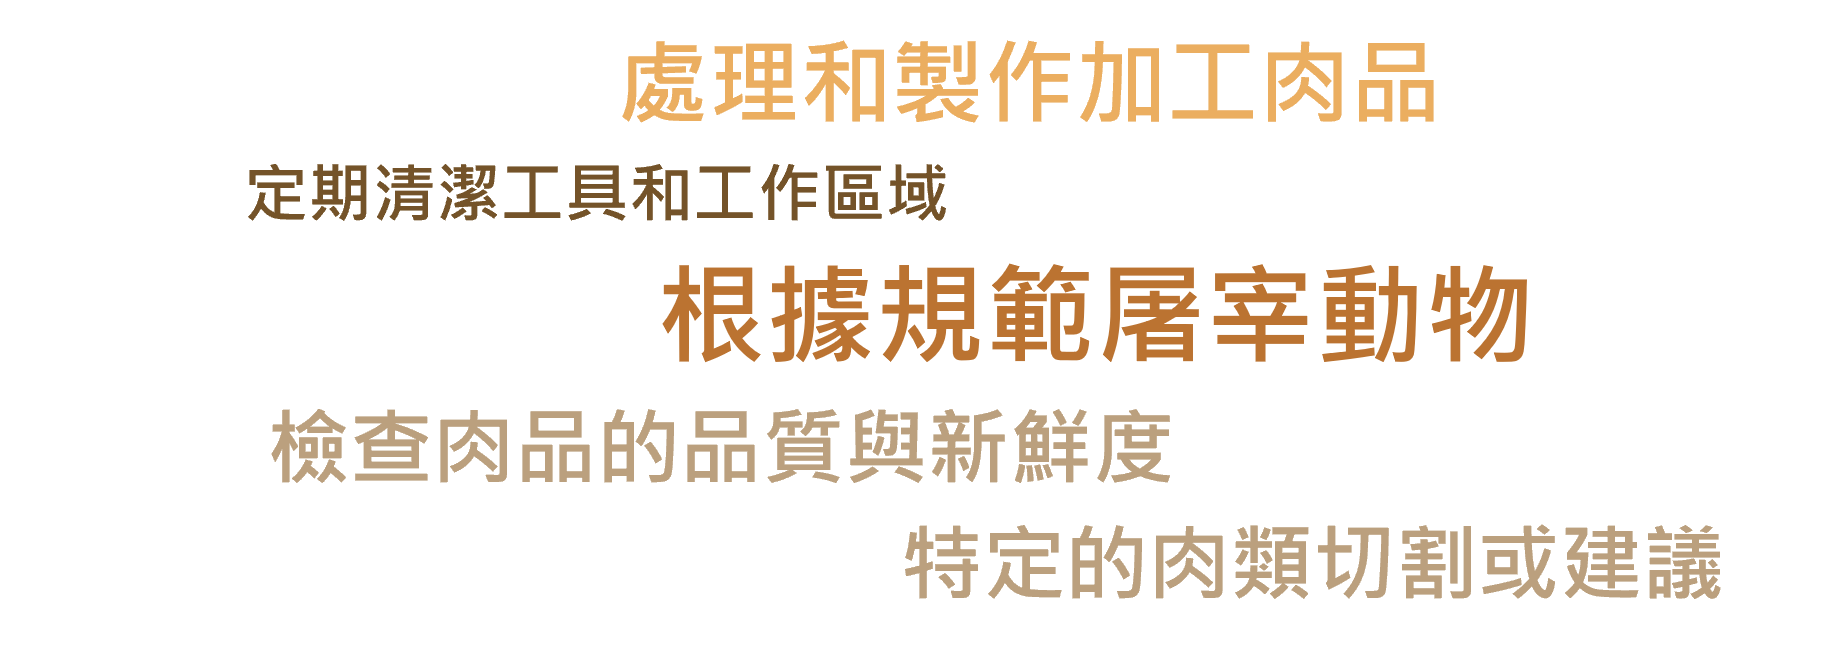 處理和製作加工肉品
定期清潔工具和工作區域
根據規範屠宰動物
檢查肉品的品質與新鮮度
特定的肉類切割或建議